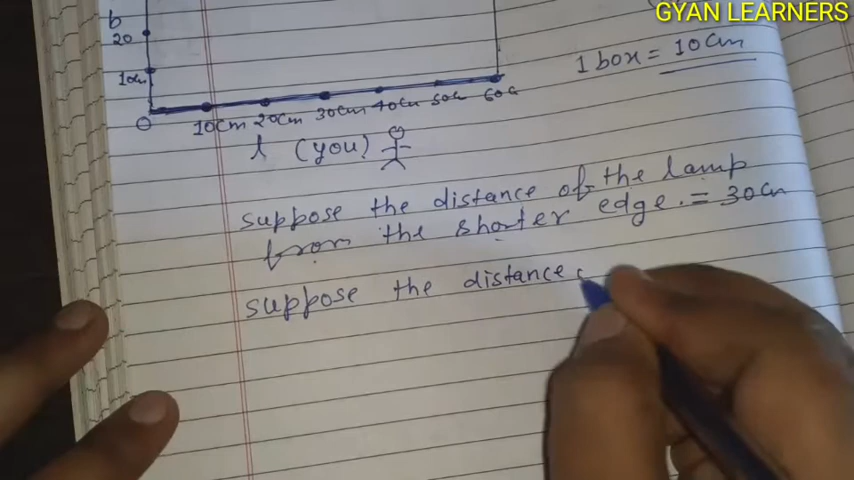 GYAN LEARNERS
b
20
10cm
1 box = 10cm
0
10cm 20cm 30cm 40cm 50cm 60cm
l (you)
suppose the distance of the lamp
from the shorter edge. = 30cm
suppose the distance